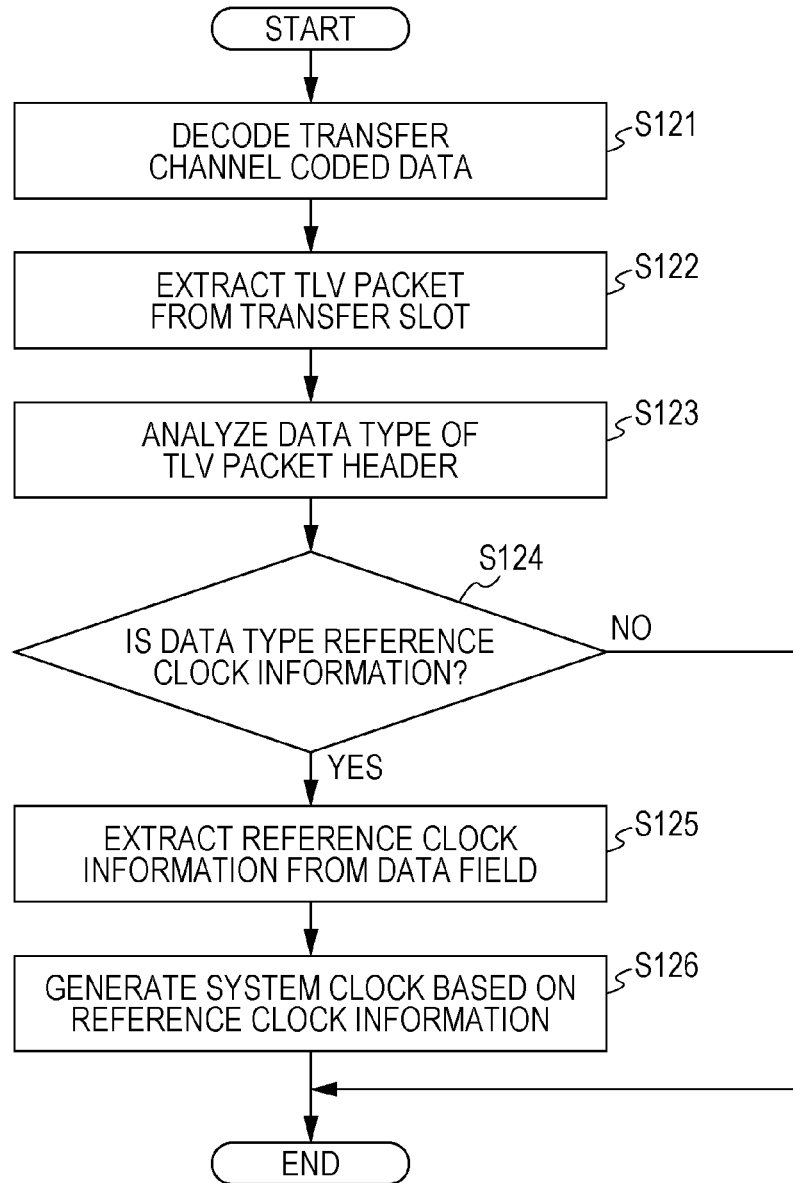 START
DECODE TRANSFER
CHANNEL CODED DATA
S121
EXTRACT TLV PACKET
FROM TRANSFER SLOT
S122
ANALYZE DATA TYPE OF
TLV PACKET HEADER
S123
S124
IS DATA TYPE REFERENCE
CLOCK INFORMATION?
NO
YES
EXTRACT REFERENCE CLOCK
INFORMATION FROM DATA FIELD
S125
GENERATE SYSTEM CLOCK BASED ON
REFERENCE CLOCK INFORMATION
S126
END